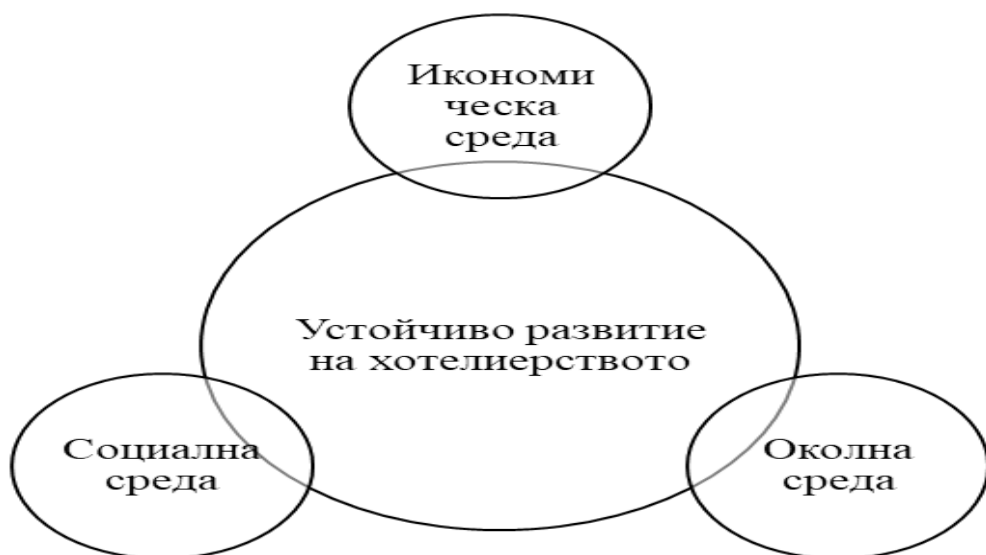 Икономи
ческа
среда
Устойчиво развитие
на хотелиерството
Социална
среда
Околна
среда